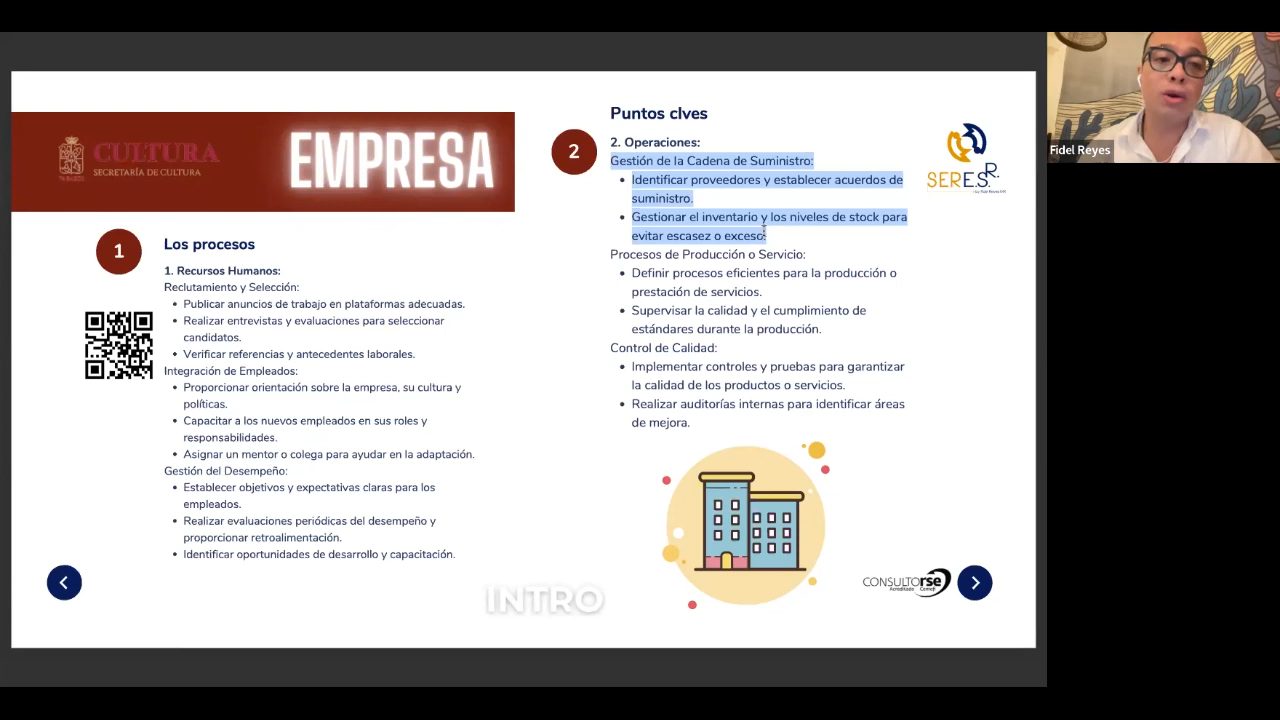 CULTURA
SECRETARÍA DE CULTURA
EMPRESA
1
Los procesos
1. Recursos Humanos:
Reclutamiento y Selección:
• Publicar anuncios de trabajo en plataformas adecuadas.
• Realizar entrevistas y evaluaciones para seleccionar
candidatos.
• Verificar referencias y antecedentes laborales.
Integración de Empleados:
• Proporcionar orientación sobre la empresa, su cultura y
políticas.
• Capacitar a los nuevos empleados en sus roles y
responsabilidades.
• Asignar un mentor o colega para ayudar en la adaptación.
Gestión del Desempeño:
• Establecer objetivos y expectativas claras para los
empleados.
• Realizar evaluaciones periódicas del desempeño y
proporcionar retroalimentación.
• Identificar oportunidades de desarrollo y capacitación.
INTRO
2
Puntos clves
2. Operaciones:
Gestión de la Cadena de Suministro:
• Identificar proveedores y establecer acuerdos de
suministro.
• Gestionar el inventario y los niveles de stock para
evitar escasez o exceso.
Procesos de Producción o Servicio:
• Definir procesos eficientes para la producción o
prestación de servicios.
• Supervisar la calidad y el cumplimiento de
estándares durante la producción.
Control de Calidad:
• Implementar controles y pruebas para garantizar
la calidad de los productos o servicios.
• Realizar auditorías internas para identificar áreas
de mejora.
SERE.S.R.
CONSULTORSE
Acreditado Cemefi
Fidel Reyes